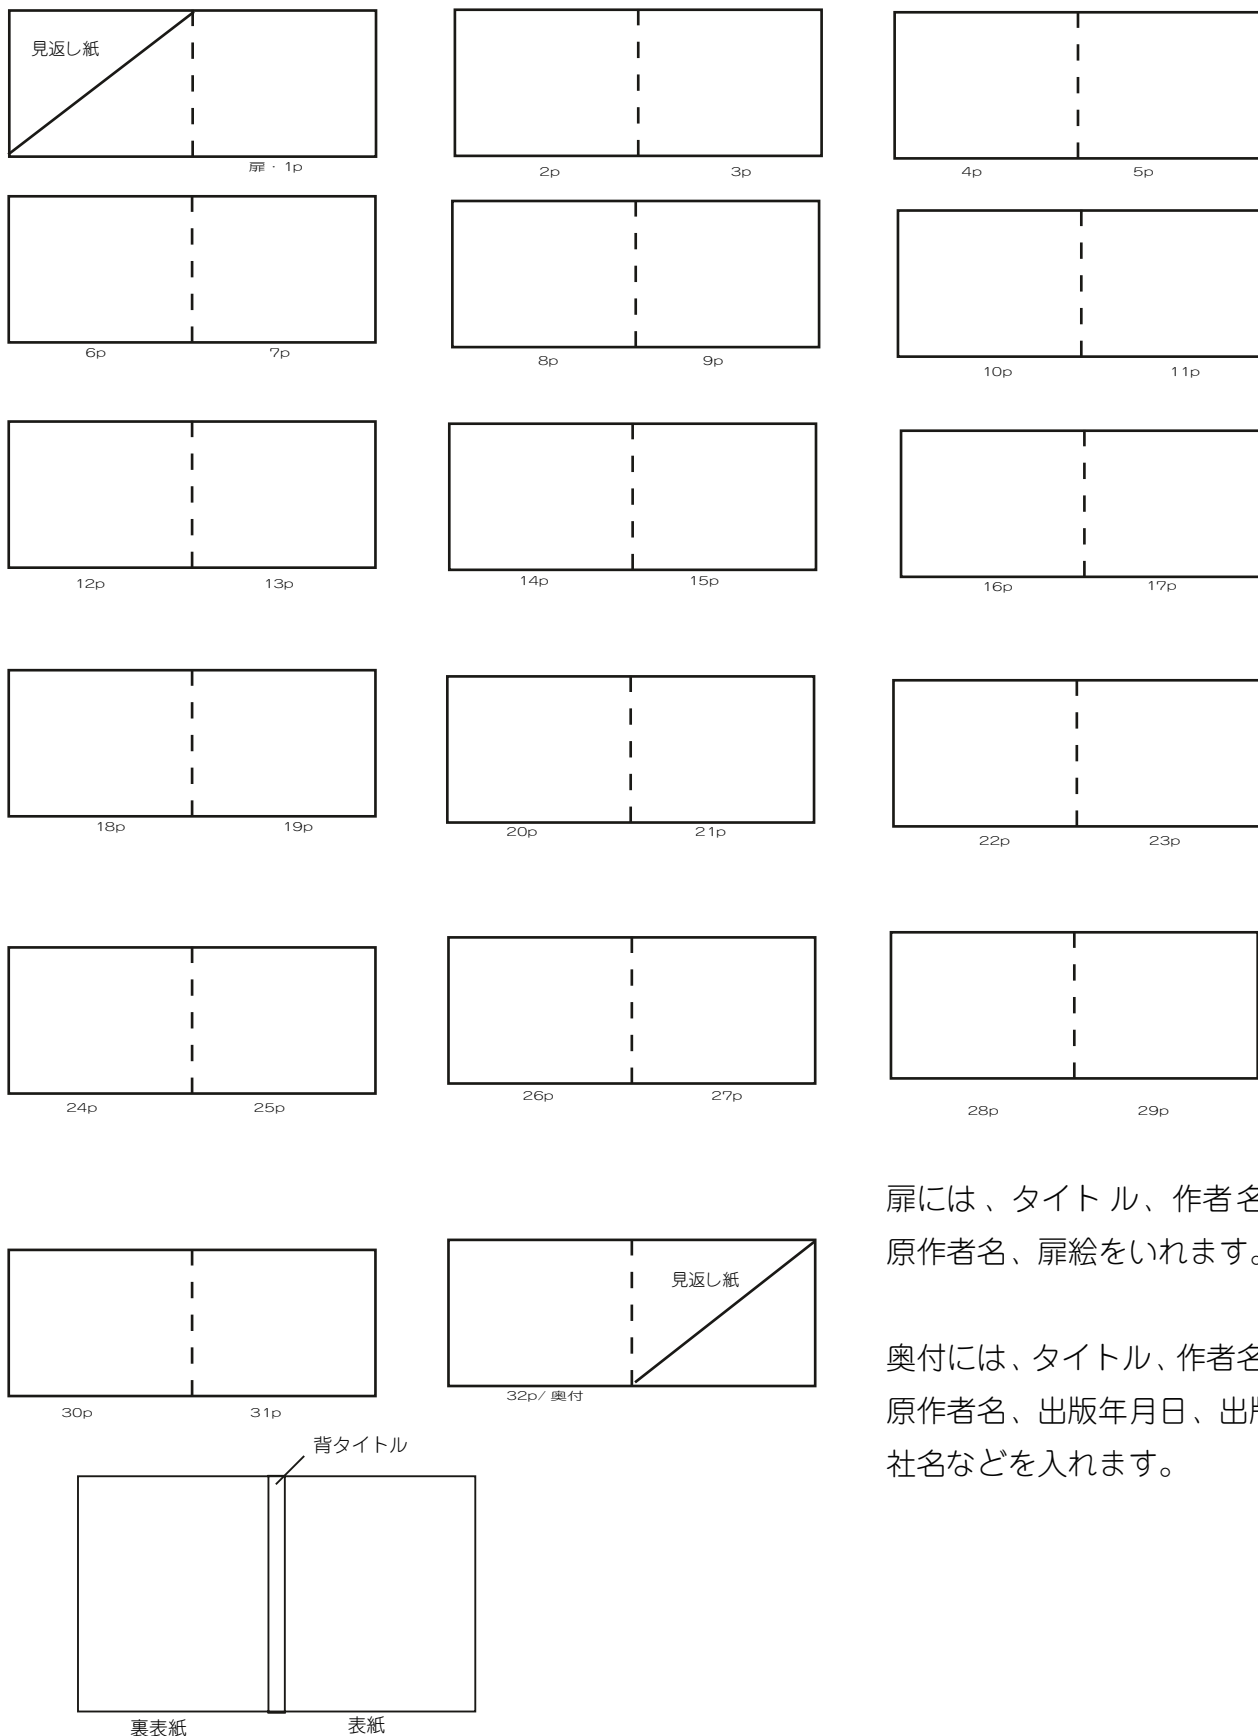 見返し紙
扉・1p
2p
3p
4p
5p
6p
7p
8p
9p
10p
11p
12p
13p
14p
15p
16p
17p
18p
19p
20p
21p
22p
23p
24p
25p
26p
27p
28p
29p
30p
31p
見返し紙
32p/奥付
扉には、タイトル、作者名
原作者名、扉絵をいれます。
奥付には、タイトル、作者名
原作者名、出版年月日、出版
社名などを入れます。
背タイトル
裏表紙
表紙